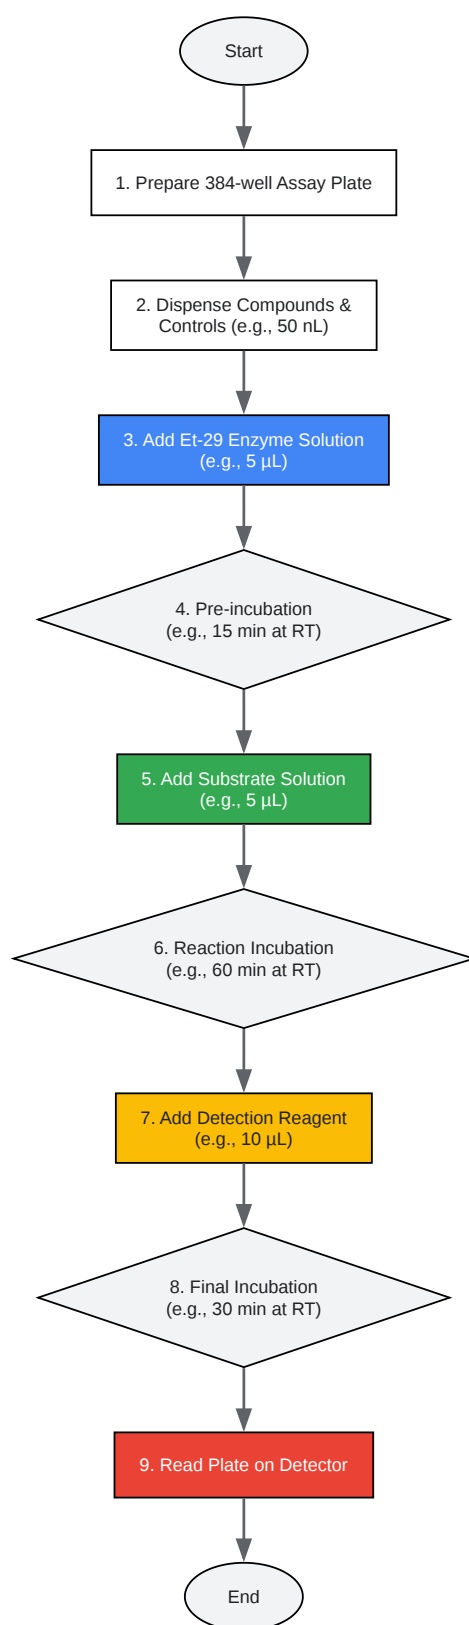 Start
1. Prepare 384-well Assay Plate
2. Dispense Compounds &
Controls (e.g., 50 nL)
3. Add Et-29 Enzyme Solution
(e.g., 5 µL)
4. Pre-incubation
(e.g., 15 min at RT)
5. Add Substrate Solution
(e.g., 5 µL)
6. Reaction Incubation
(e.g., 60 min at RT)
7. Add Detection Reagent
(e.g., 10 µL)
8. Final Incubation
(e.g., 30 min at RT)
9. Read Plate on Detector
End